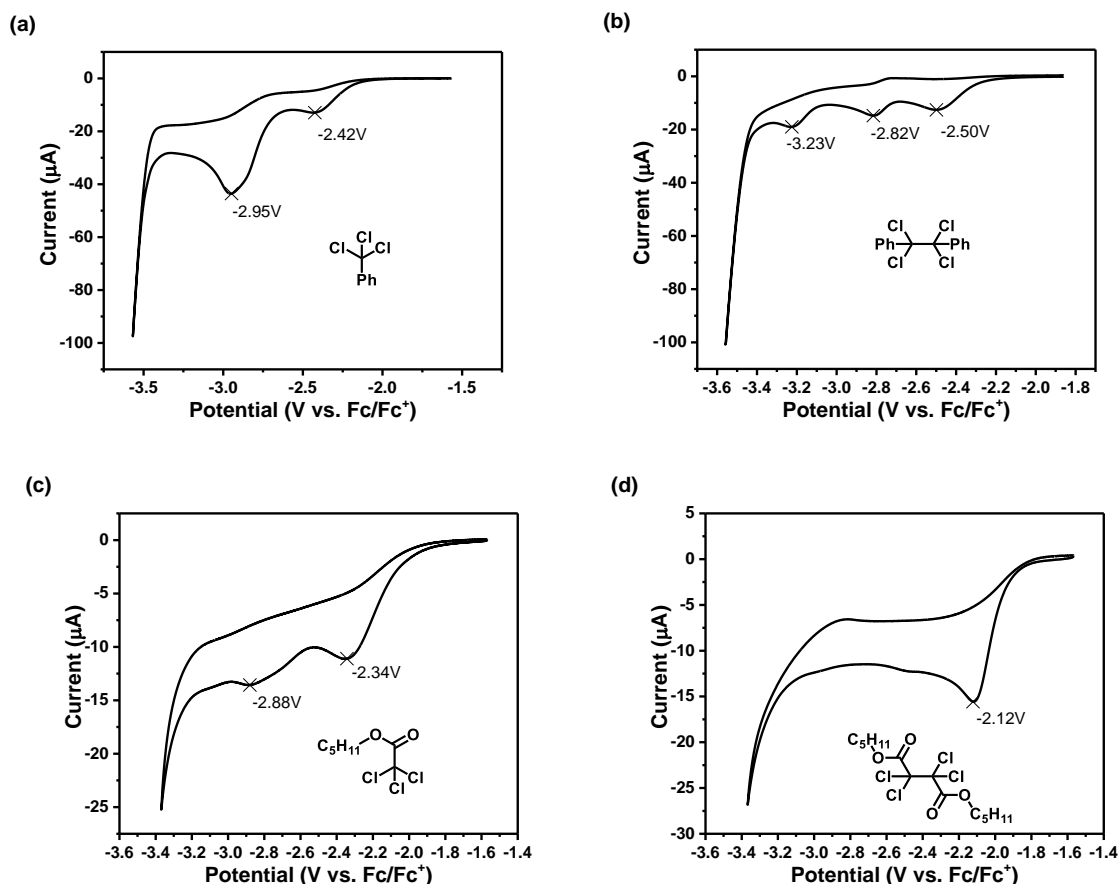 (a)
0
-20
-40
-60
-80
-100
Current (μA)
-2.42V
-2.95V
Cl
Cl
Cl
Ph
-3.5 -3.0 -2.5 -2.0 -1.5
Potential (V vs. Fc/Fc⁺)
(b)
0
-20
-40
-60
-80
-100
Current (μA)
-3.23V
-2.82V
-2.50V
Cl Cl
Ph Ph
Cl Cl
-3.6 -3.4 -3.2 -3.0 -2.8 -2.6 -2.4 -2.2 -2.0 -1.8
Potential (V vs. Fc/Fc⁺)
(c)
0
-5
-10
-15
-20
-25
Current (μA)
-2.34V
-2.88V
C₅H₁₁ O O
Cl Cl
Cl
-3.6 -3.4 -3.2 -3.0 -2.8 -2.6 -2.4 -2.2 -2.0 -1.8 -1.6 -1.4
Potential (V vs. Fc/Fc⁺)
(d)
5
0
-5
-10
-15
-20
-25
-30
Current (μA)
-2.12V
C₅H₁₁ O
O Cl
Cl Cl
Cl O
O C₅H₁₁
-3.6 -3.4 -3.2 -3.0 -2.8 -2.6 -2.4 -2.2 -2.0 -1.8 -1.6 -1.4
Potential (V vs. Fc/Fc⁺)